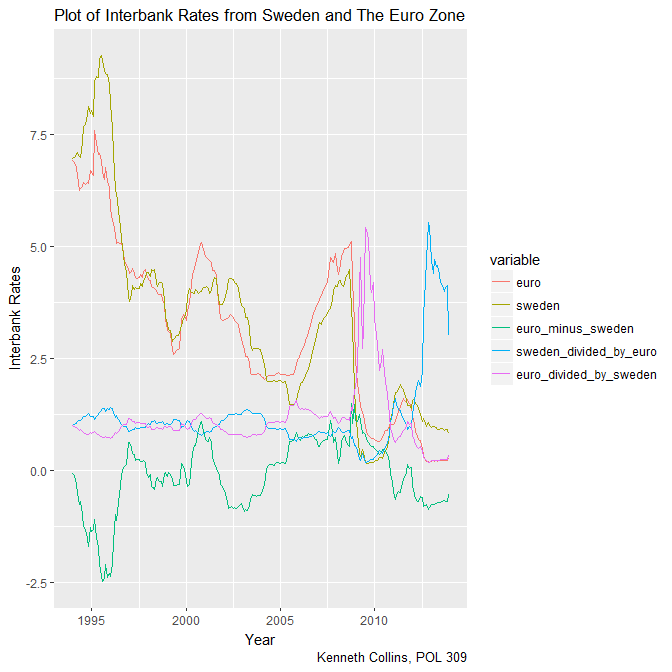 Plot of Interbank Rates from Sweden and The Euro Zone
Interbank Rates
7.5
5.0
2.5
0.0
-2.5
1995 2000 2005 2010
Year
variable
euro
sweden
euro_minus_sweden
sweden_divided_by_euro
euro_divided_by_sweden
Kenneth Collins, POL 309